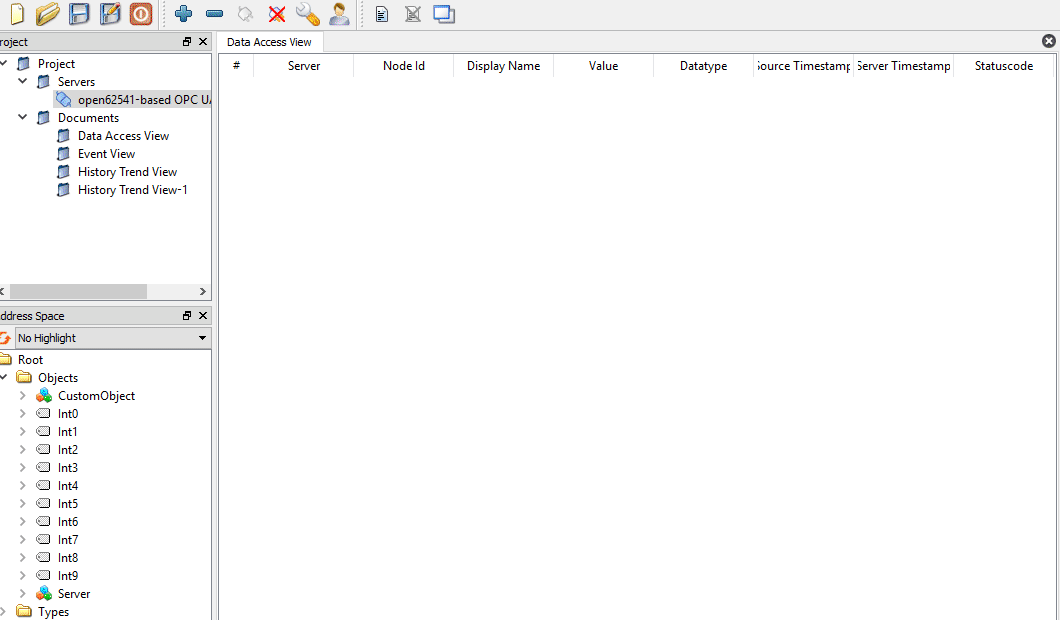 roject
Data Access View
# Server Node Id Display Name Value Datatype Source Timestamp Server Timestamp Statuscode
Project
Servers
open62541-based OPC UA
Documents
Data Access View
Event View
History Trend View
History Trend View-1
ddress Space
No Highlight
Root
Objects
CustomObject
Int0
Int1
Int2
Int3
Int4
Int5
Int6
Int7
Int8
Int9
Server
Types